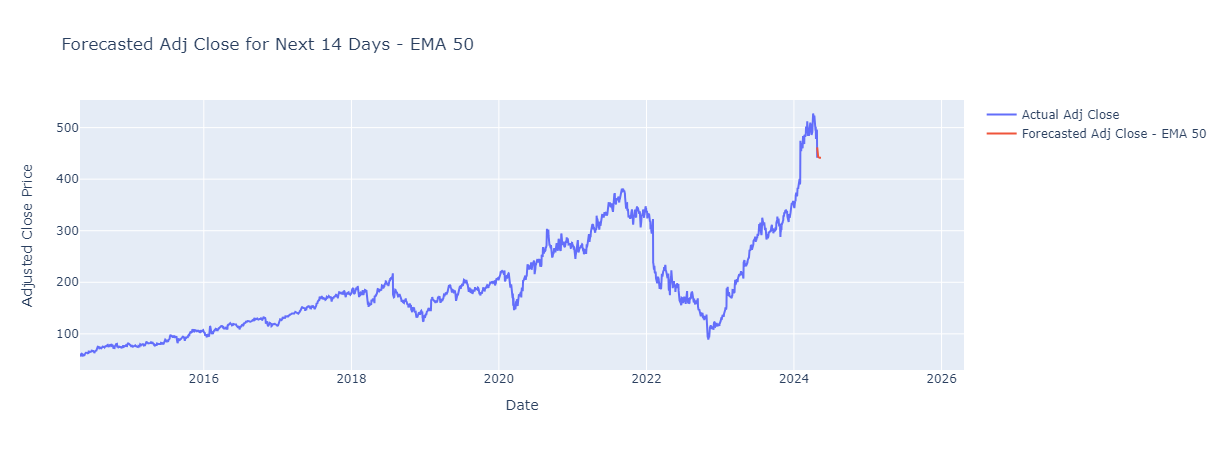 Forecasted Adj Close for Next 14 Days - EMA 50
Actual Adj Close
Forecasted Adj Close - EMA 50
Adjusted Close Price
500
400
300
200
100
2016
2018
2020
2022
2024
2026
Date